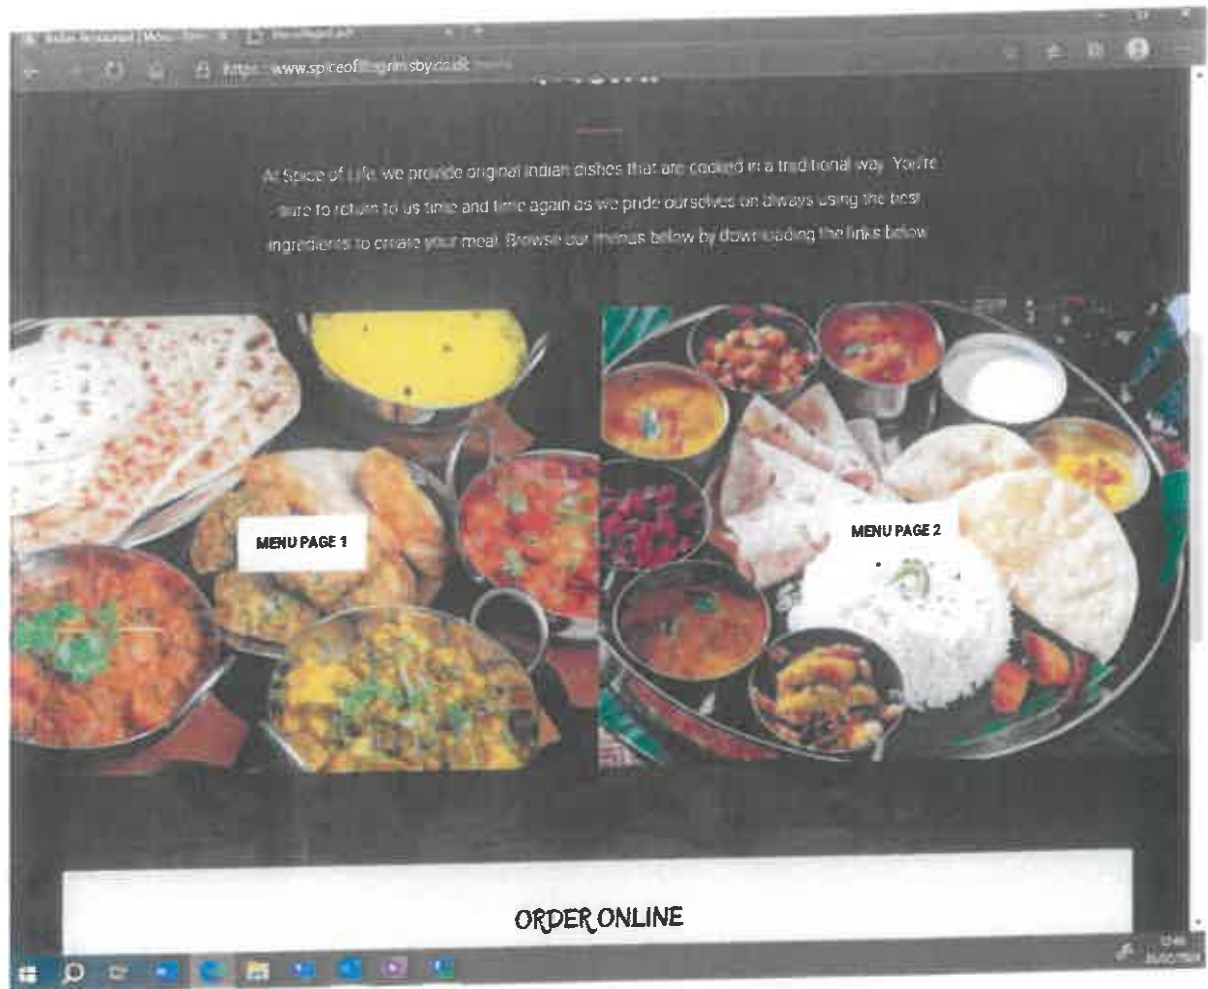 www.spiceof
At Spice of Life, we provide original Indian dishes that are cooked in a traditional way. You're
sure to return to us time and time again as we pride ourselves on always using the best
ingredients to create your meal. Browse our menus below by downloading the links below
MENU PAGE 1
MENU PAGE 2
ORDER ONLINE